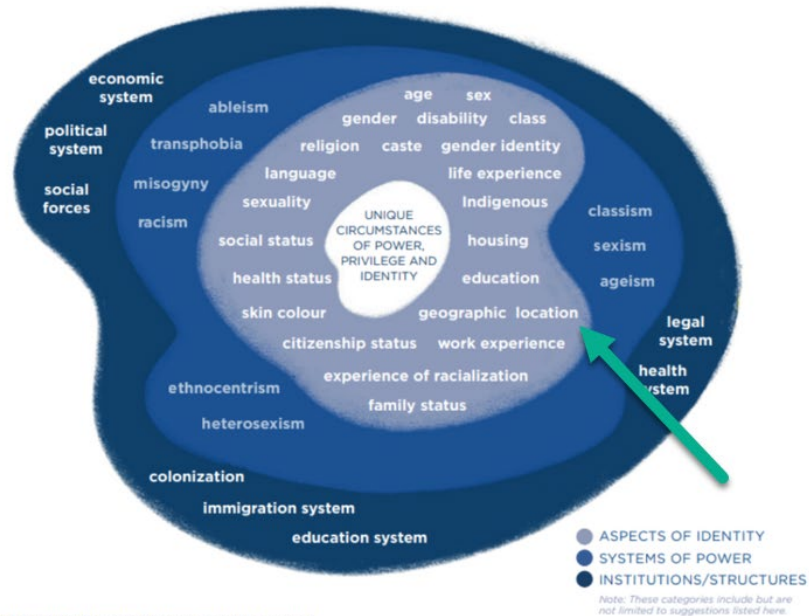 economic
system
political
system
social
forces
ableism
transphobia
misogyny
racism
age sex
gender disability class
religion caste gender identity
language life experience
sexuality Indigenous
social status housing
health status education
skin colour geographic location
citizenship status work experience
experience of racialization
family status
UNIQUE
CIRCUMSTANCES
OF POWER,
PRIVILEGE AND
IDENTITY
classism
sexism
ageism
legal
system
health
ethnocentrism
heterosexism
colonization
immigration system
education system
ASPECTS OF IDENTITY
SYSTEMS OF POWER
INSTITUTIONS/STRUCTURES
Note: These categories include but are
not limited to suggestions listed here.